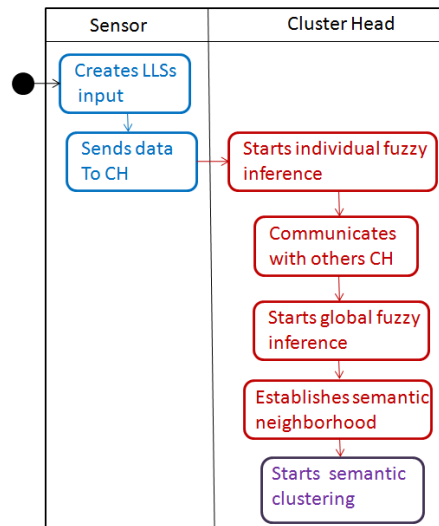 Sensor
Cluster Head
Creates LLSs
input
Sends data
To CH
Starts individual fuzzy
inference
Communicates
with others CH
Starts global fuzzy
inference
Establishes semantic
neighborhood
Starts semantic
clustering